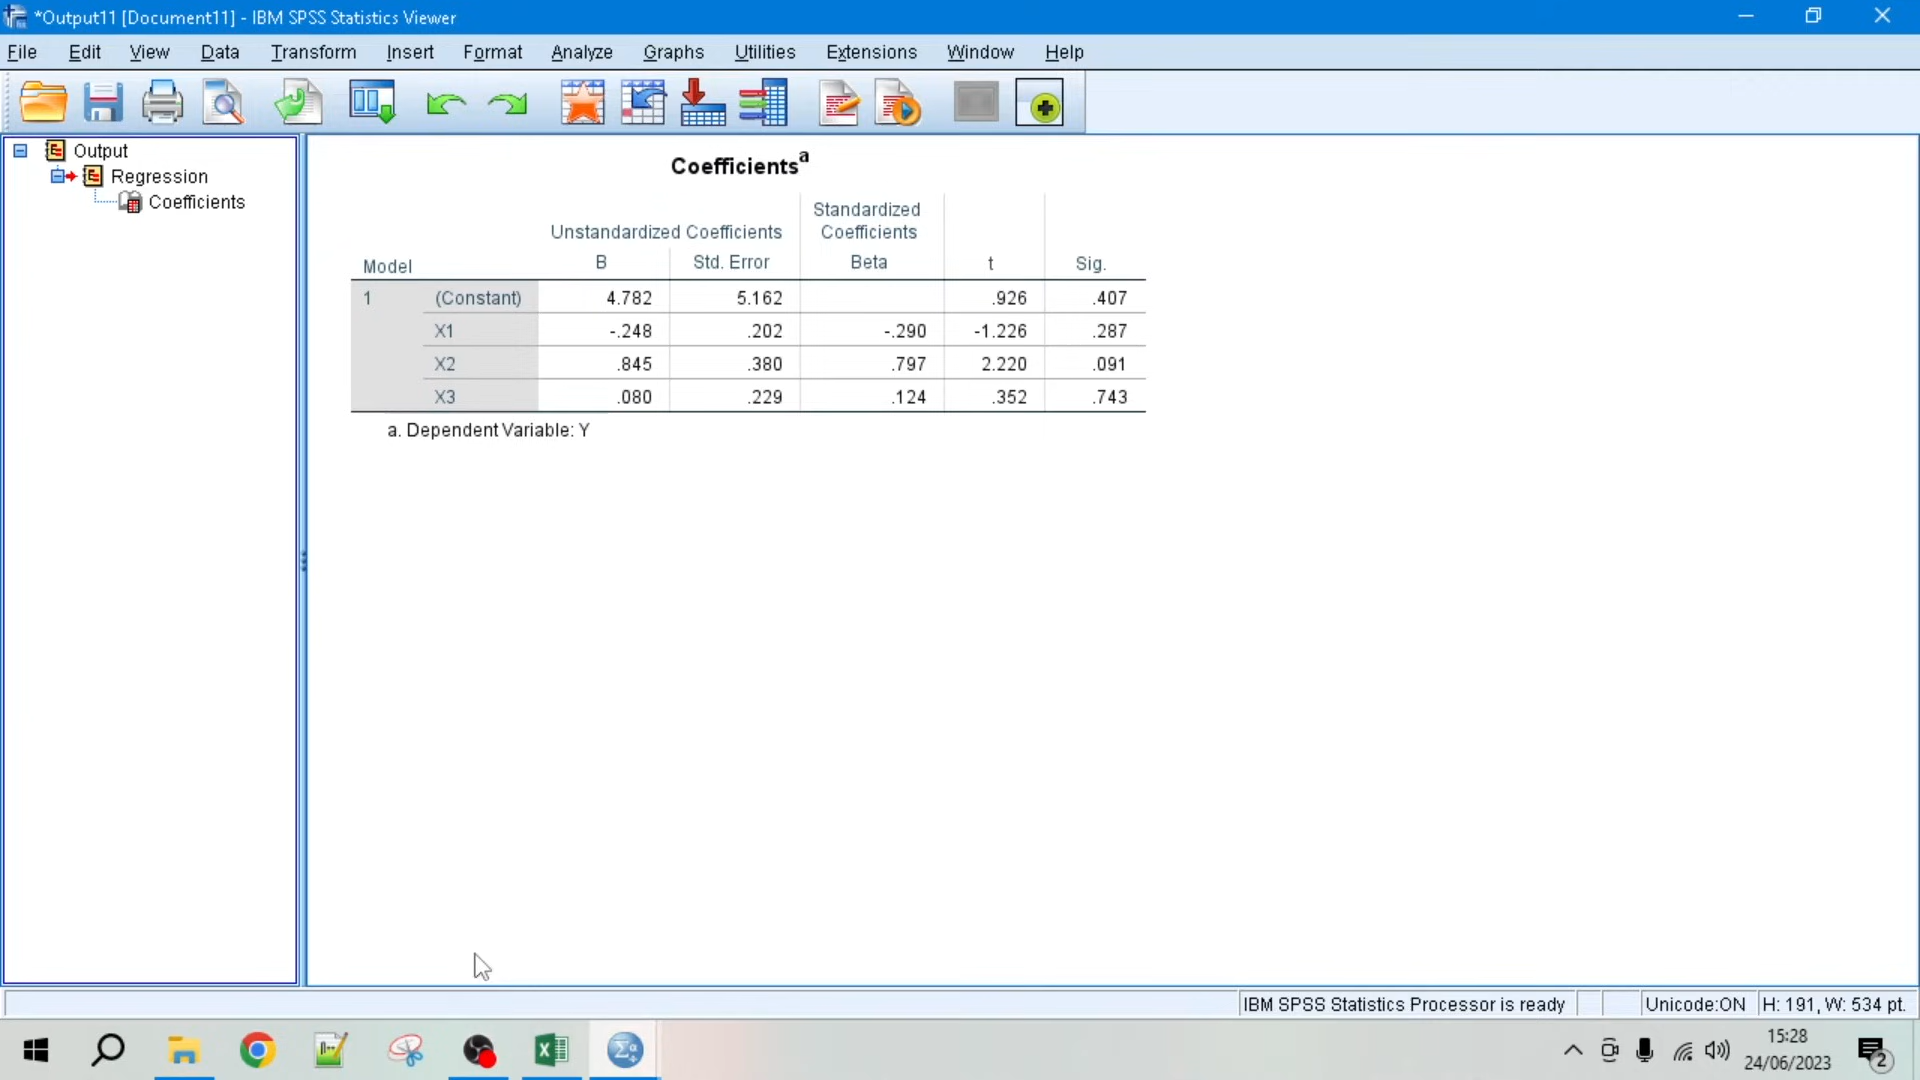 *Output11 [Document11] - IBM SPSS Statistics Viewer
File Edit View Data Transform Insert Format Analyze Graphs Utilities Extensions Window Help
Output
Regression
Coefficients
Coefficientsa
Unstandardized Coefficients Standardized Coefficients
Model B Std. Error Beta t Sig.
1 (Constant) 4.782 5.162 .926 .407
X1 -.248 .202 -.290 -1.226 .287
X2 .845 .380 .797 2.220 .091
X3 .080 .229 .124 .352 .743
a. Dependent Variable: Y
IBM SPSS Statistics Processor is ready Unicode:ON H: 191, W: 534 pt.
15:28
24/06/2023
2